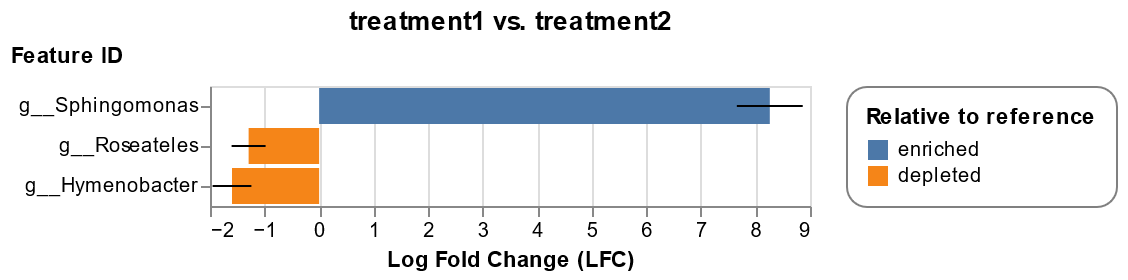 treatment1 vs. treatment2
Feature ID
g__Sphingomonas
g__Roseateles
g__Hymenobacter
−2 −1 0 1 2 3 4 5 6 7 8 9
Log Fold Change (LFC)
Relative to reference
enriched
depleted